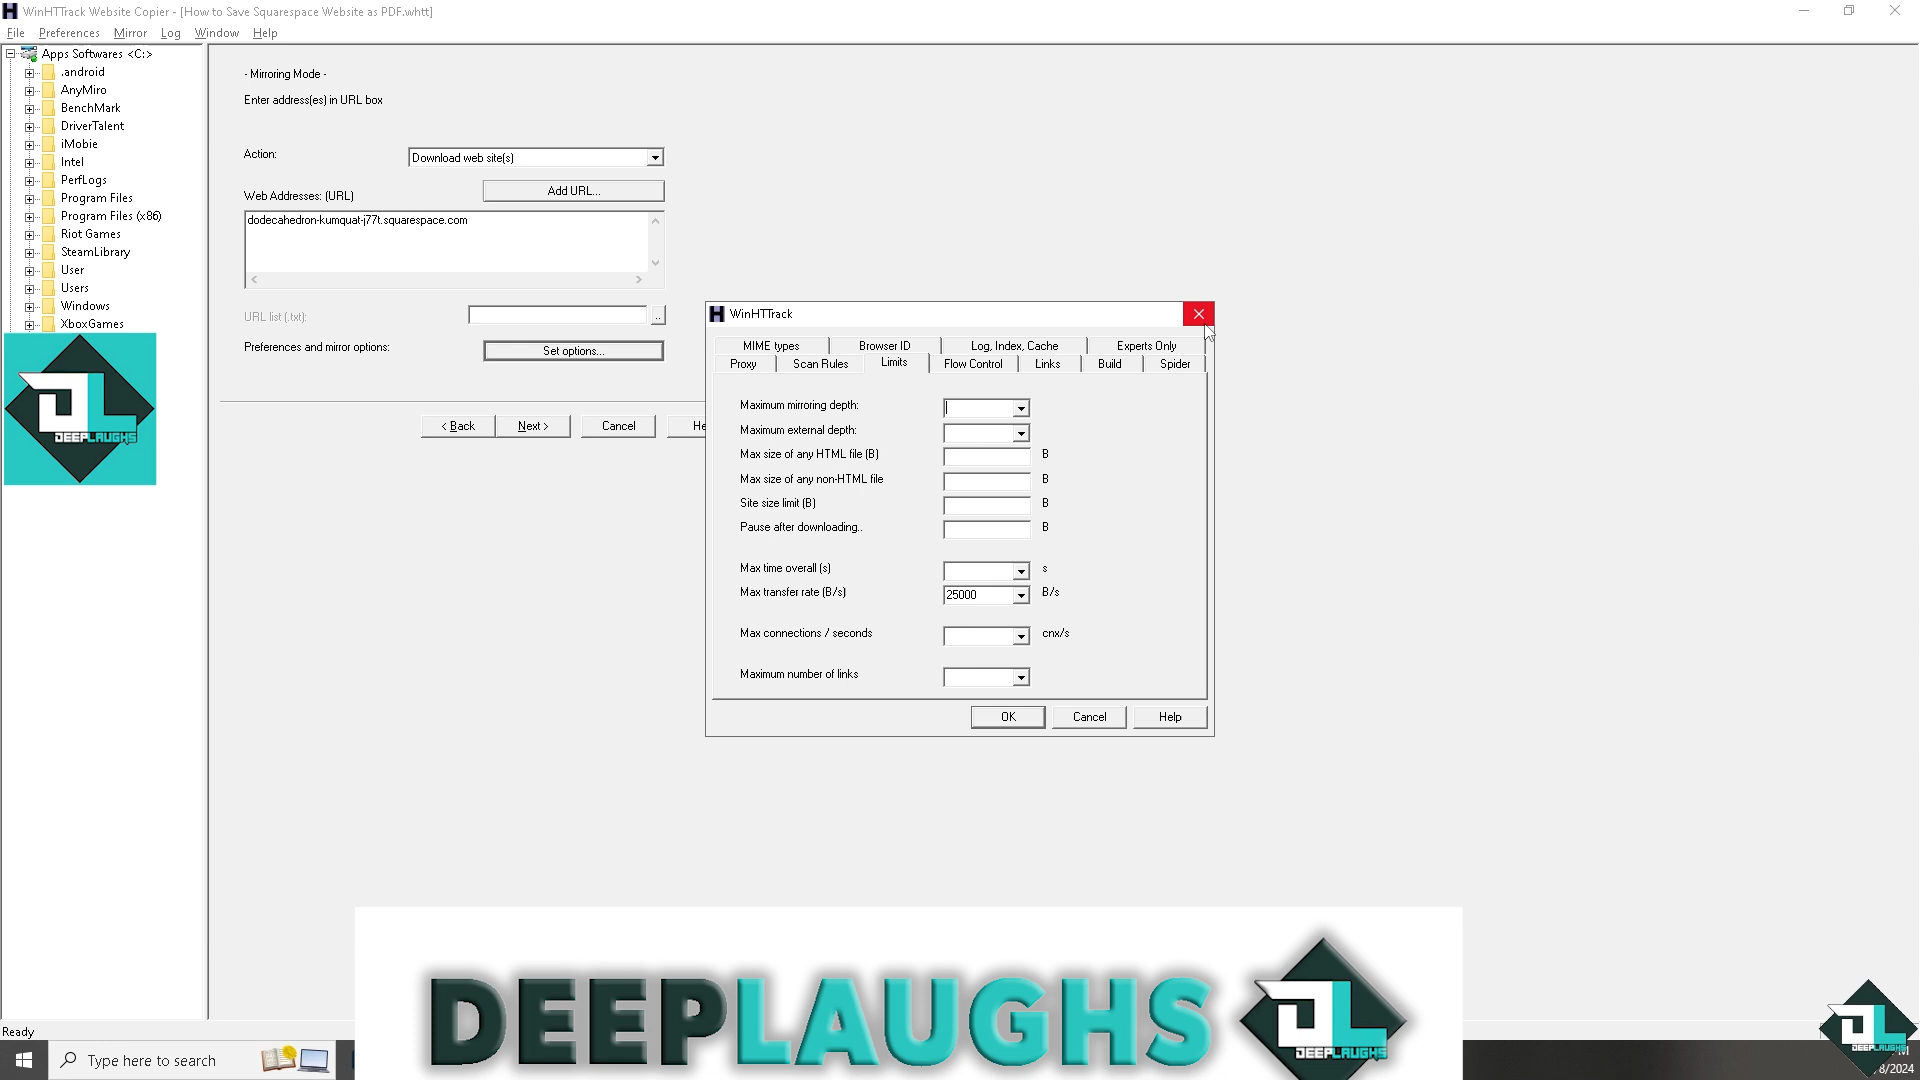 WinHTTrack Website Copier - [How to Save Squarespace Website as PDF.whtt]
File Preferences Mirror Log Window Help
Apps Softwares <C:>
.android
AnyMiro
BenchMark
DriverTalent
iMobie
Intel
PerfLogs
Program Files
Program Files (x86)
Riot Games
SteamLibrary
User
Users
Windows
XboxGames
DEEPLAUGHS
- Mirroring Mode -
Enter address(es) in URL box
Action:
Download web site(s)
Web Addresses: (URL)
Add URL...
dodecahedron-kumquat-j77t.squarespace.com
URL list (.txt):
..
Preferences and mirror options:
Set options...
< Back Next > Cancel He
WinHTTrack
MIME types Browser ID Log, Index, Cache Experts Only
Proxy Scan Rules Limits Flow Control Links Build Spider
Maximum mirroring depth:
Maximum external depth:
Max size of any HTML file (B) B
Max size of any non-HTML file B
Site size limit (B) B
Pause after downloading.. B
Max time overall (s) s
Max transfer rate (B/s) 25000 B/s
Max connections / seconds cnx/s
Maximum number of links
OK Cancel Help
DEEPLAUGHS
DEEPLAUGHS
DEEPLAUGHS
Ready
Type here to search
8/2024